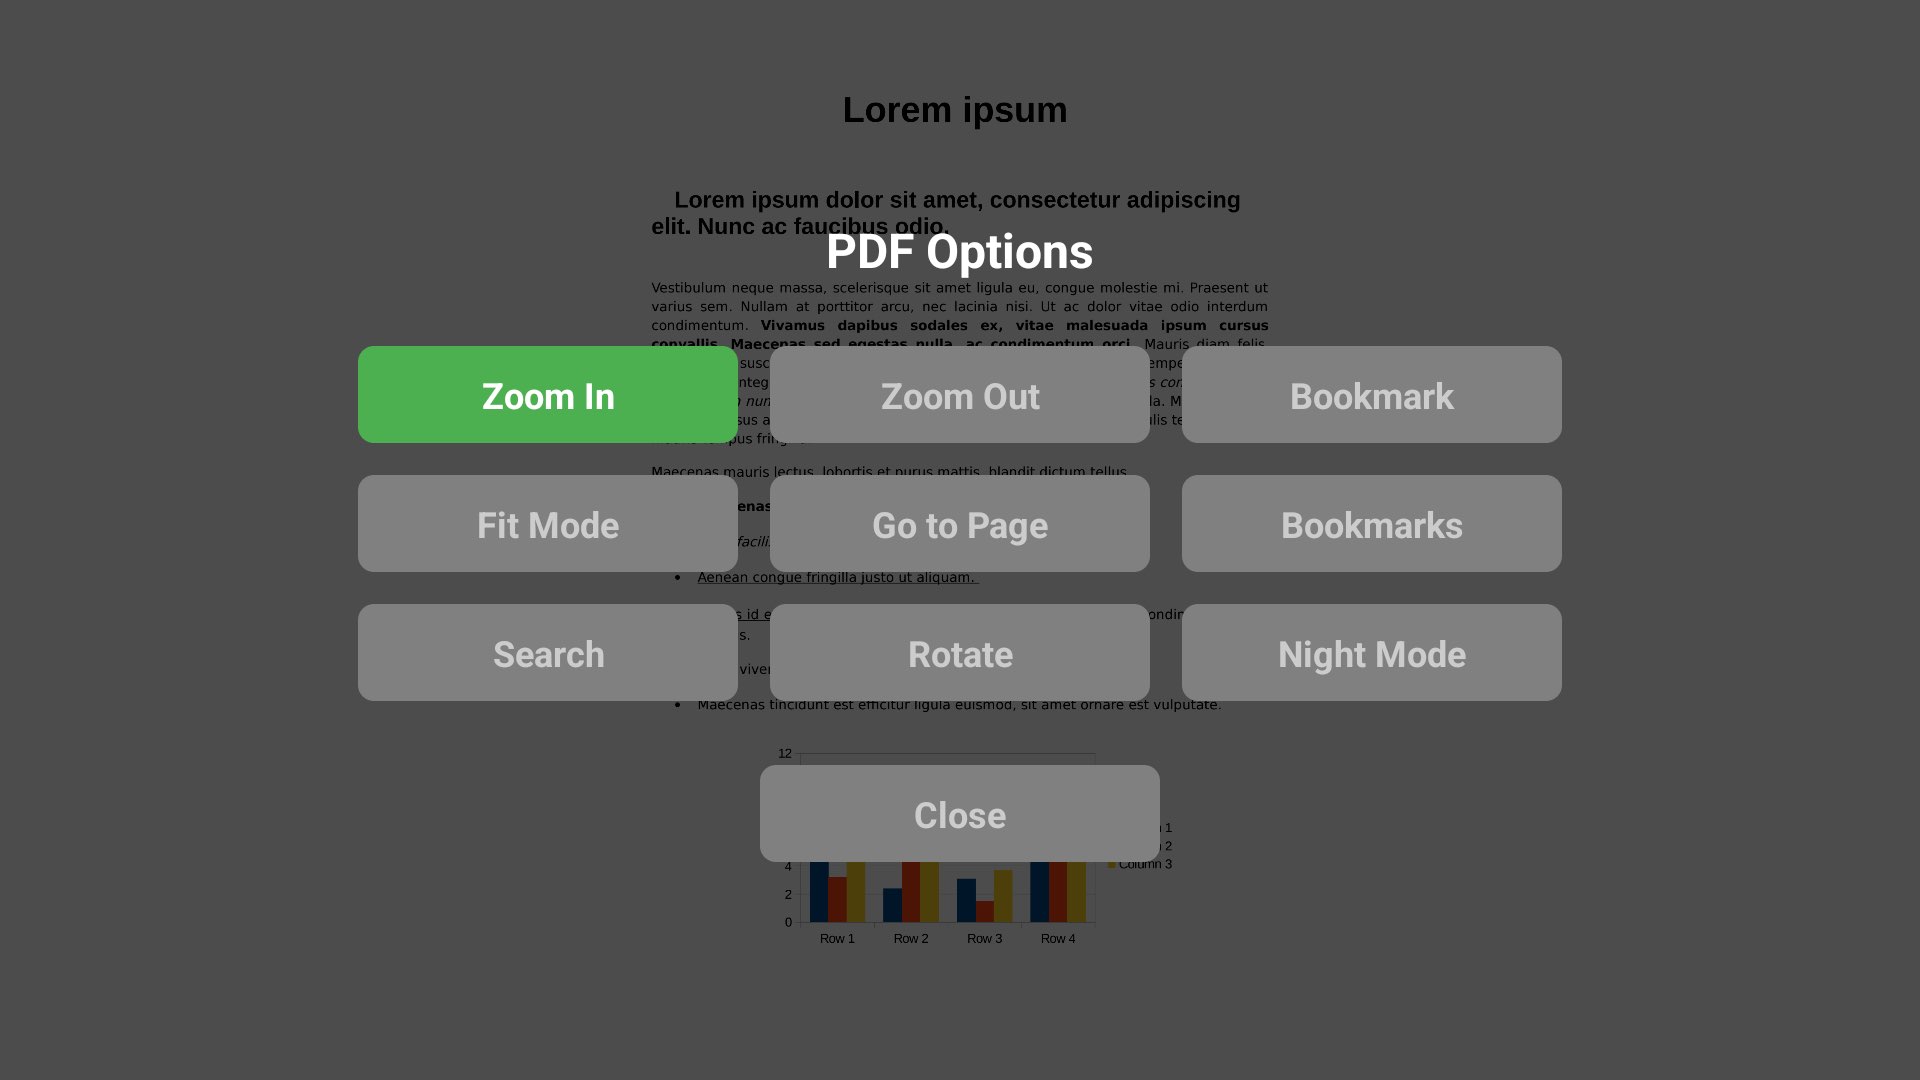 Lorem ipsum
Lorem ipsum dolor sit amet, consectetur adipiscing
elit. Nunc ac faucibus odio.
PDF Options
Vestibulum neque massa, scelerisque sit amet ligula eu, congue molestie mi. Praesent ut
varius sem. Nullam at porttitor arcu, nec lacinia nisi. Ut ac dolor vitae odio interdum
condimentum. Vivamus dapibus sodales ex, vitae malesuada ipsum cursus
convallis. Maecenas sed egestas nulla, ac condimentum orci. Mauris diam felis,
Zoom In
Zoom Out
Bookmark
Maecenas mauris lectus, lobortis et purus mattis, blandit dictum tellus.
Fit Mode
Go to Page
Bookmarks
• Aenean congue fringilla justo ut aliquam.
Search
Rotate
Night Mode
• Maecenas tincidunt est efficitur ligula euismod, sit amet ornare est vulputate.
12
Close
1
2
4
Column 3
2
0
Row 1
Row 2
Row 3
Row 4